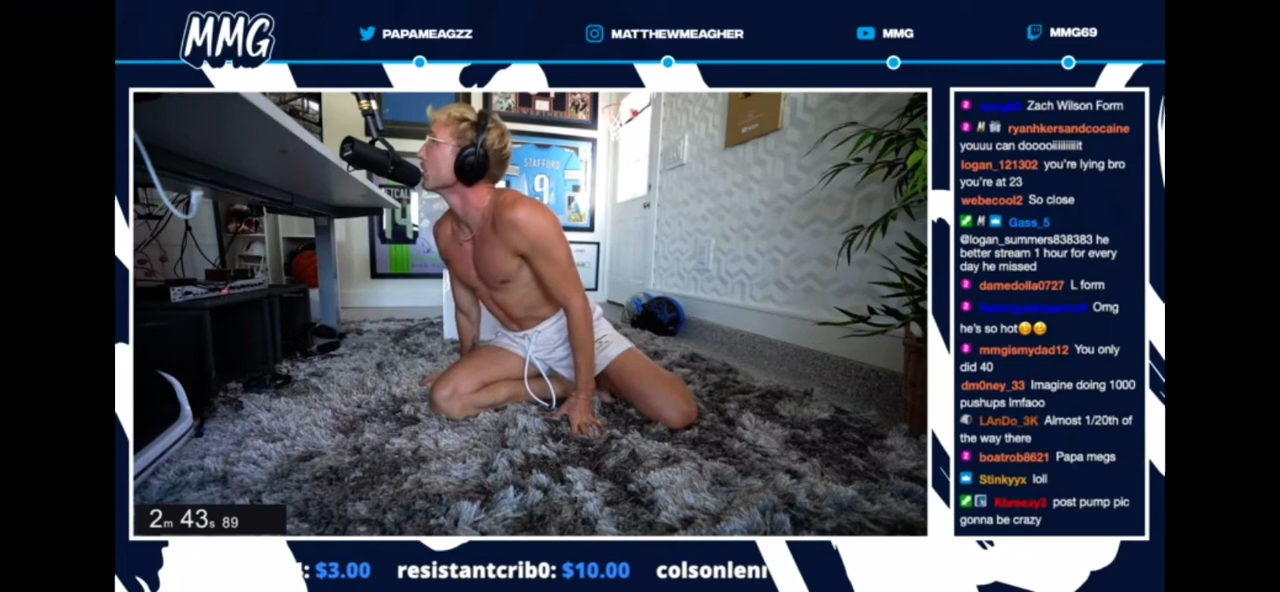 MMG
PAPAMEAGZZ
MATTHEWMEAGHER
MMG
MMG69
STAFFORD
9
METCALF
14
2m 43s 89
Zach Wilson Form
ryanhkersandcocaine
youuu can dooooiiiiiiiiiit
logan_121302 you're lying bro
you're at 23
webecool2 So close
Gass_5
@logan_summers838383 he
better stream 1 hour for every
day he missed
damedolla0727 L form
Omg
he's so hot
mmgismydad12 You only
did 40
dm0ney_33 Imagine doing 1000
pushups lmfaoo
LAnDo_3K Almost 1/20th of
the way there
boatrob8621 Papa megs
Stinkyyx loll
post pump pic
gonna be crazy
: $3.00 resistantcrib0: $10.00 colsonlenr